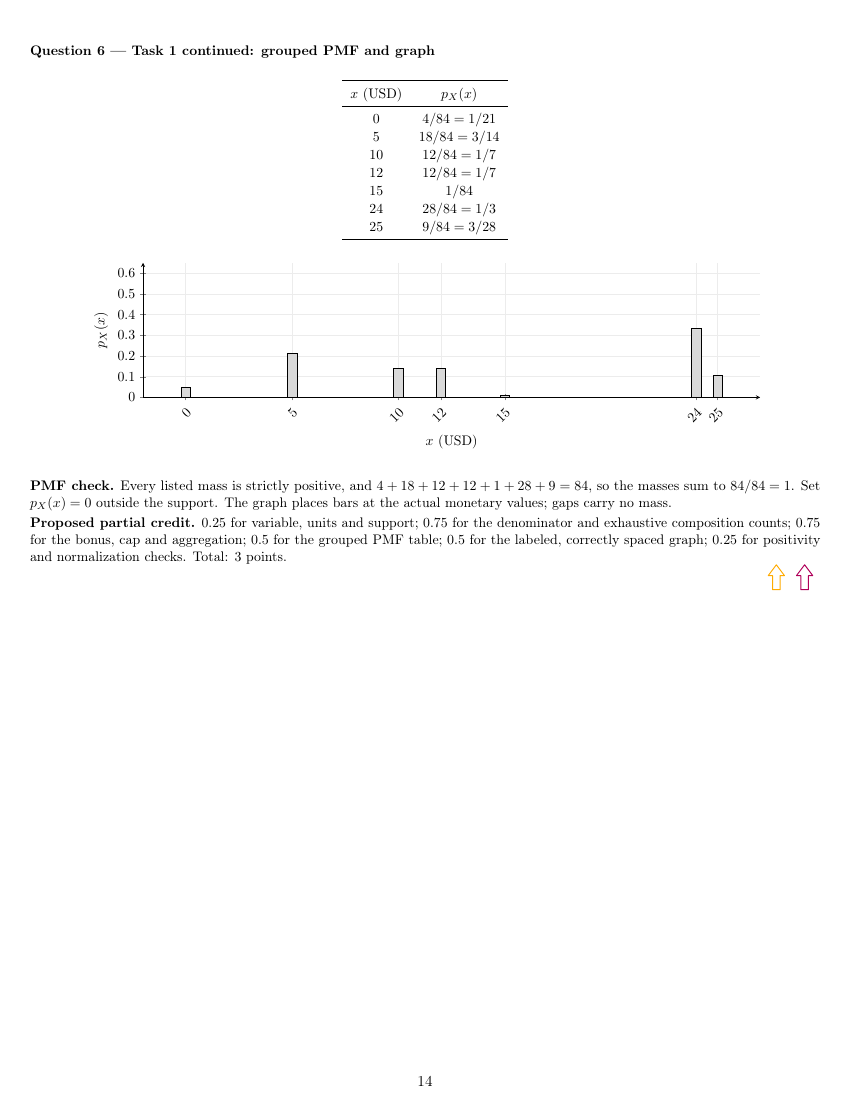 Question 6 — Task 1 continued: grouped PMF and graph
x (USD) p_X(x)
0 4/84 = 1/21
5 18/84 = 3/14
10 12/84 = 1/7
12 12/84 = 1/7
15 1/84
24 28/84 = 1/3
25 9/84 = 3/28
0.6
0.5
0.4
0.3
0.2
0.1
0
p_X(x)
0 5 10 12 15 24 25
x (USD)
PMF check. Every listed mass is strictly positive, and 4 + 18 + 12 + 12 + 1 + 28 + 9 = 84, so the masses sum to 84/84 = 1. Set
p_X(x) = 0 outside the support. The graph places bars at the actual monetary values; gaps carry no mass.
Proposed partial credit. 0.25 for variable, units and support; 0.75 for the denominator and exhaustive composition counts; 0.75
for the bonus, cap and aggregation; 0.5 for the grouped PMF table; 0.5 for the labeled, correctly spaced graph; 0.25 for positivity
and normalization checks. Total: 3 points.
14